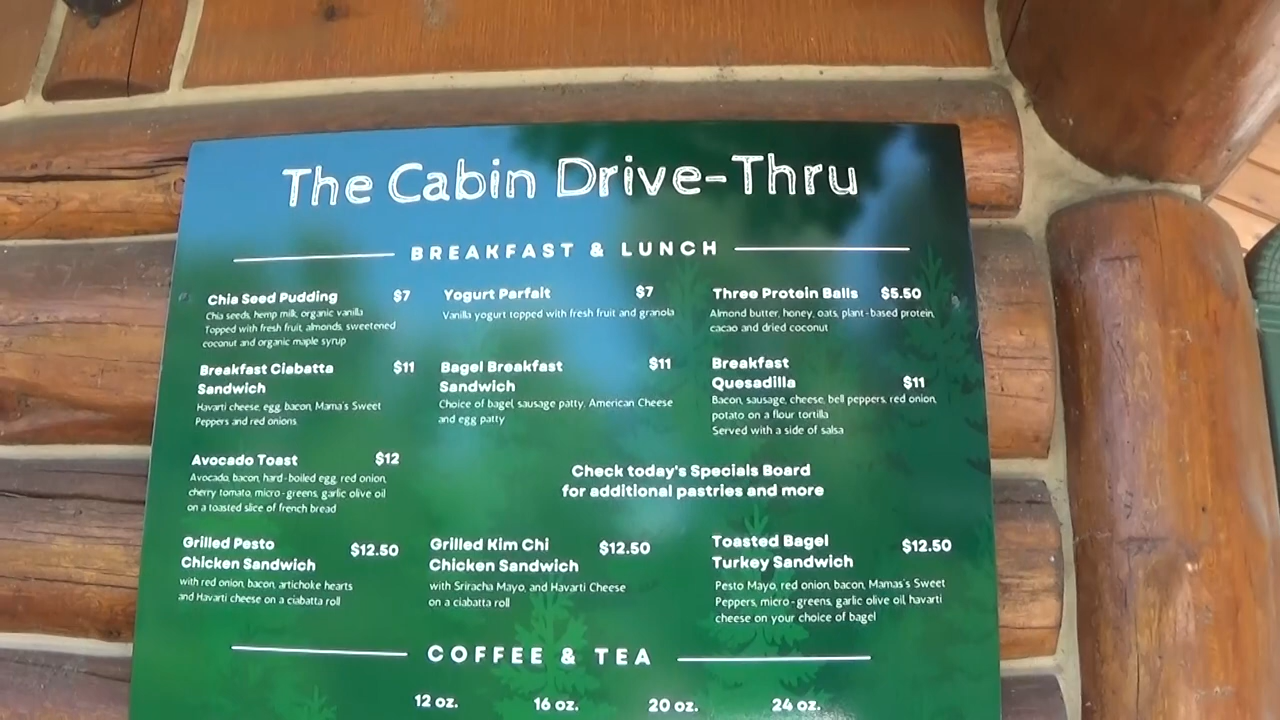 The Cabin Drive-Thru
BREAKFAST & LUNCH
Chia Seed Pudding $7
Chia seeds, hemp milk, organic vanilla
Topped with fresh fruit, almonds, sweetened
coconut and organic maple syrup
Yogurt Parfait $7
Vanilla yogurt topped with fresh fruit and granola
Three Protein Balls $5.50
Almond butter, honey, oats, plant-based protein,
cacao and dried coconut
Breakfast Ciabatta $11
Sandwich
Havarti cheese, egg, bacon, Mama's Sweet
Peppers and red onions
Bagel Breakfast $11
Sandwich
Choice of bagel, sausage patty, American Cheese
and egg patty
Breakfast
Quesadilla $11
Bacon, sausage, cheese, bell peppers, red onion,
potato on a flour tortilla
Served with a side of salsa
Avocado Toast $12
Avocado, bacon, hard-boiled egg, red onion,
cherry tomato, micro-greens, garlic olive oil
on a toasted slice of french bread
Check today's Specials Board
for additional pastries and more
Grilled Pesto
Chicken Sandwich $12.50
with red onion, bacon, artichoke hearts
and Havarti cheese on a ciabatta roll
Grilled Kim Chi
Chicken Sandwich $12.50
with Sriracha Mayo, and Havarti Cheese
on a ciabatta roll
Toasted Bagel
Turkey Sandwich $12.50
Pesto Mayo, red onion, bacon, Mamas's Sweet
Peppers, micro-greens, garlic olive oil, havarti
cheese on your choice of bagel
COFFEE & TEA
12 oz. 16 oz. 20 oz. 24 oz.